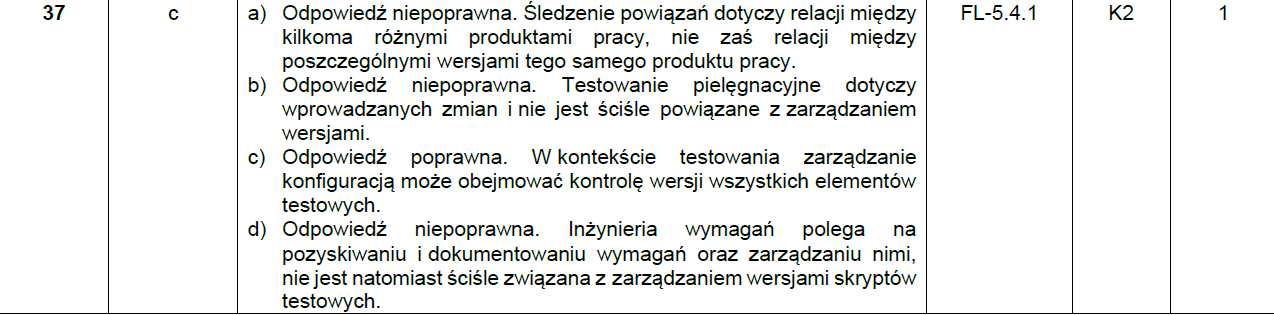 37 c a) Odpowiedź niepoprawna. Śledzenie powiązań dotyczy relacji między FL-5.4.1 K2 1
kilkoma różnymi produktami pracy, nie zaś relacji między
poszczególnymi wersjami tego samego produktu pracy.
b) Odpowiedź niepoprawna. Testowanie pielęgnacyjne dotyczy
wprowadzanych zmian i nie jest ściśle powiązane z zarządzaniem
wersjami.
c) Odpowiedź poprawna. W kontekście testowania zarządzanie
konfiguracją może obejmować kontrolę wersji wszystkich elementów
testowych.
d) Odpowiedź niepoprawna. Inżynieria wymagań polega na
pozyskiwaniu i dokumentowaniu wymagań oraz zarządzaniu nimi,
nie jest natomiast ściśle związana z zarządzaniem wersjami skryptów
testowych.